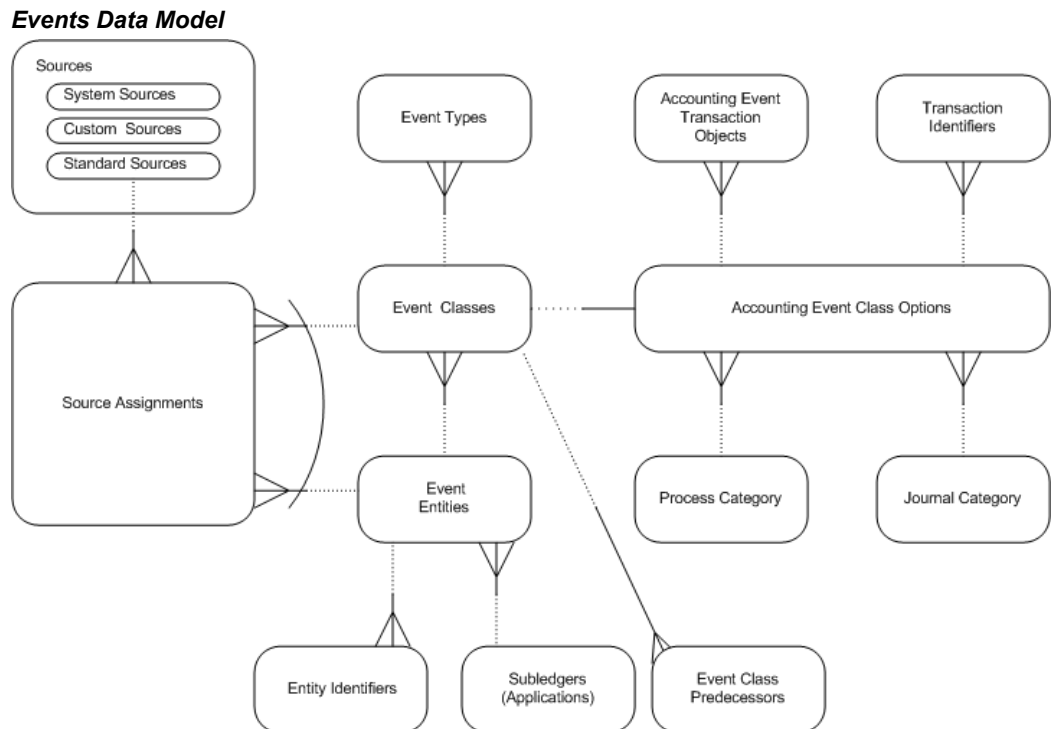 Events Data Model
Sources
System Sources
Custom Sources
Standard Sources
Event Types
Accounting Event
Transaction
Objects
Transaction
Identifiers
Source Assignments
Event Classes
Accounting Event Class Options
Event
Entities
Process Category
Journal Category
Entity Identifiers
Subledgers
(Applications)
Event Class
Predecessors